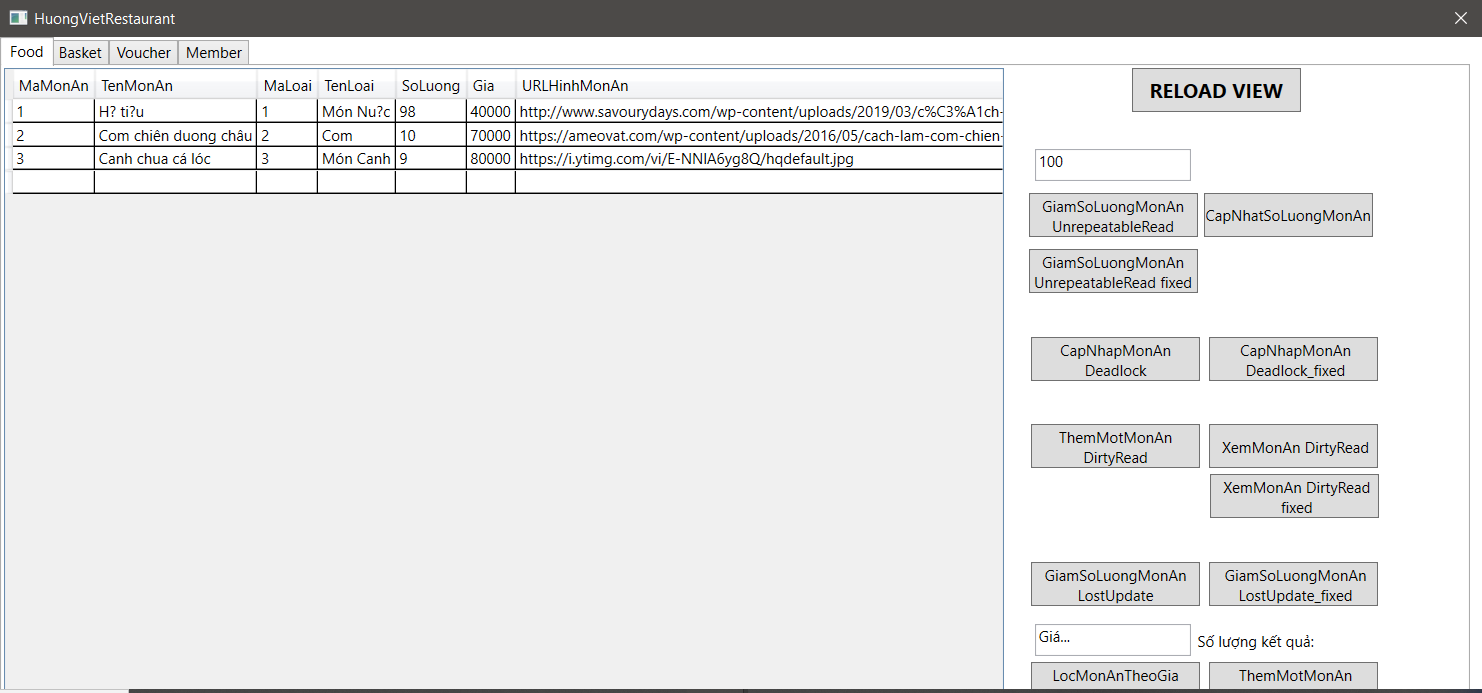 HuongVietRestaurant
Food Basket Voucher Member
MaMonAn TenMonAn MaLoai TenLoai SoLuong Gia URLHinhMonAn
1 H? ti?u 1 Món Nu?c 98 40000 http://www.savourydays.com/wp-content/uploads/2019/03/c%C3%A1ch-
2 Com chiên duong châu 2 Com 10 70000 https://ameovat.com/wp-content/uploads/2016/05/cach-lam-com-chien-
3 Canh chua cá lóc 3 Món Canh 9 80000 https://i.ytimg.com/vi/E-NNIA6yg8Q/hqdefault.jpg
RELOAD VIEW
100
GiamSoLuongMonAn
UnrepeatableRead
CapNhatSoLuongMonAn
GiamSoLuongMonAn
UnrepeatableRead fixed
CapNhapMonAn
Deadlock
CapNhapMonAn
Deadlock_fixed
ThemMotMonAn
DirtyRead
XemMonAn DirtyRead
XemMonAn DirtyRead
fixed
GiamSoLuongMonAn
LostUpdate
GiamSoLuongMonAn
LostUpdate_fixed
Giá...
Số lượng kết quả:
LocMonAnTheoGia
ThemMotMonAn